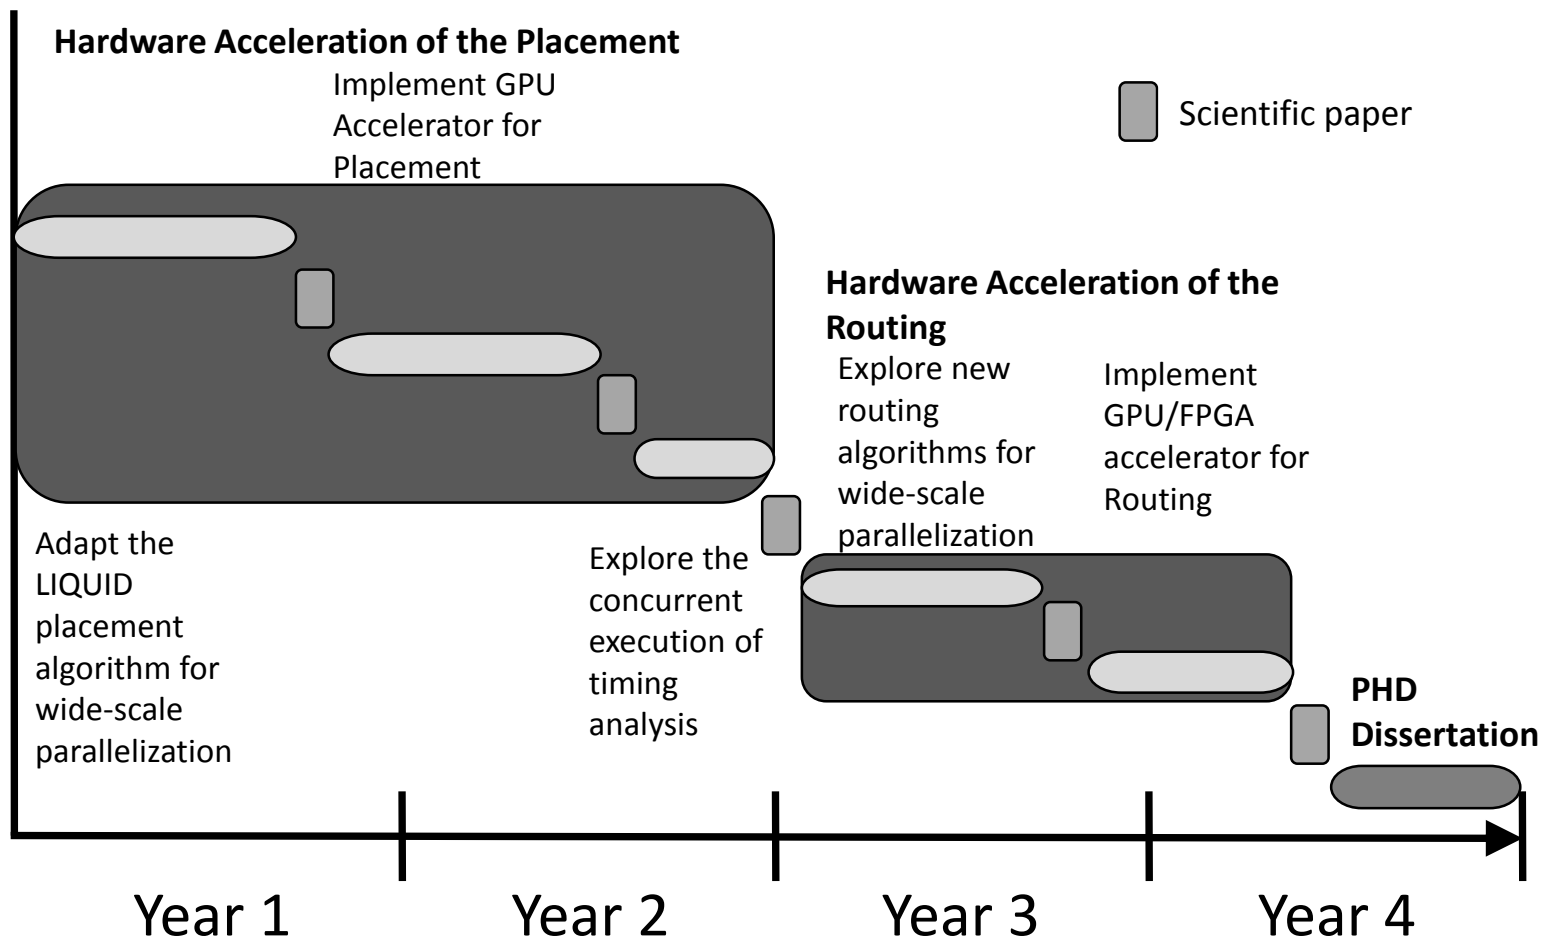 Hardware Acceleration of the Placement
Implement GPU
Accelerator for
Placement
Scientific paper
Hardware Acceleration of the
Routing
Explore new
routing
algorithms for
wide-scale
parallelization
Implement
GPU/FPGA
accelerator for
Routing
Adapt the
LIQUID
placement
algorithm for
wide-scale
parallelization
Explore the
concurrent
execution of
timing
analysis
PHD
Dissertation
Year 1
Year 2
Year 3
Year 4